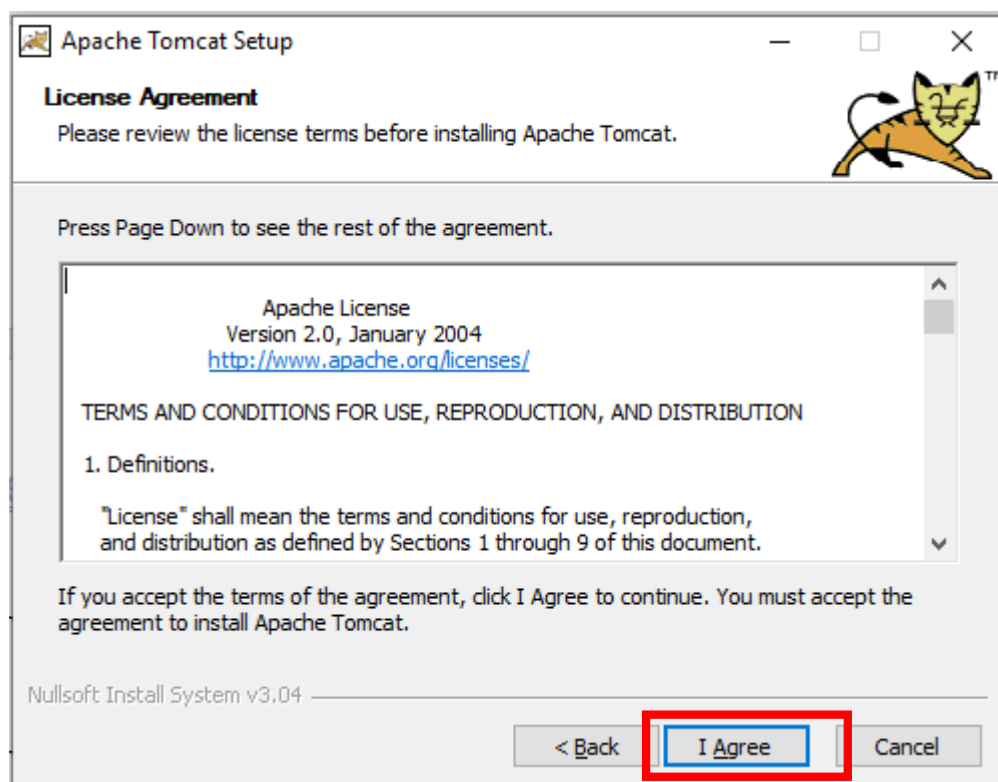 Apache Tomcat Setup
TM
License Agreement
Please review the license terms before installing Apache Tomcat.
Press Page Down to see the rest of the agreement.
Apache License
Version 2.0, January 2004
http://www.apache.org/licenses/
TERMS AND CONDITIONS FOR USE, REPRODUCTION, AND DISTRIBUTION
1. Definitions.
"License" shall mean the terms and conditions for use, reproduction,
and distribution as defined by Sections 1 through 9 of this document.
If you accept the terms of the agreement, click I Agree to continue. You must accept the
agreement to install Apache Tomcat.
Nullsoft Install System v3.04
< Back I Agree Cancel